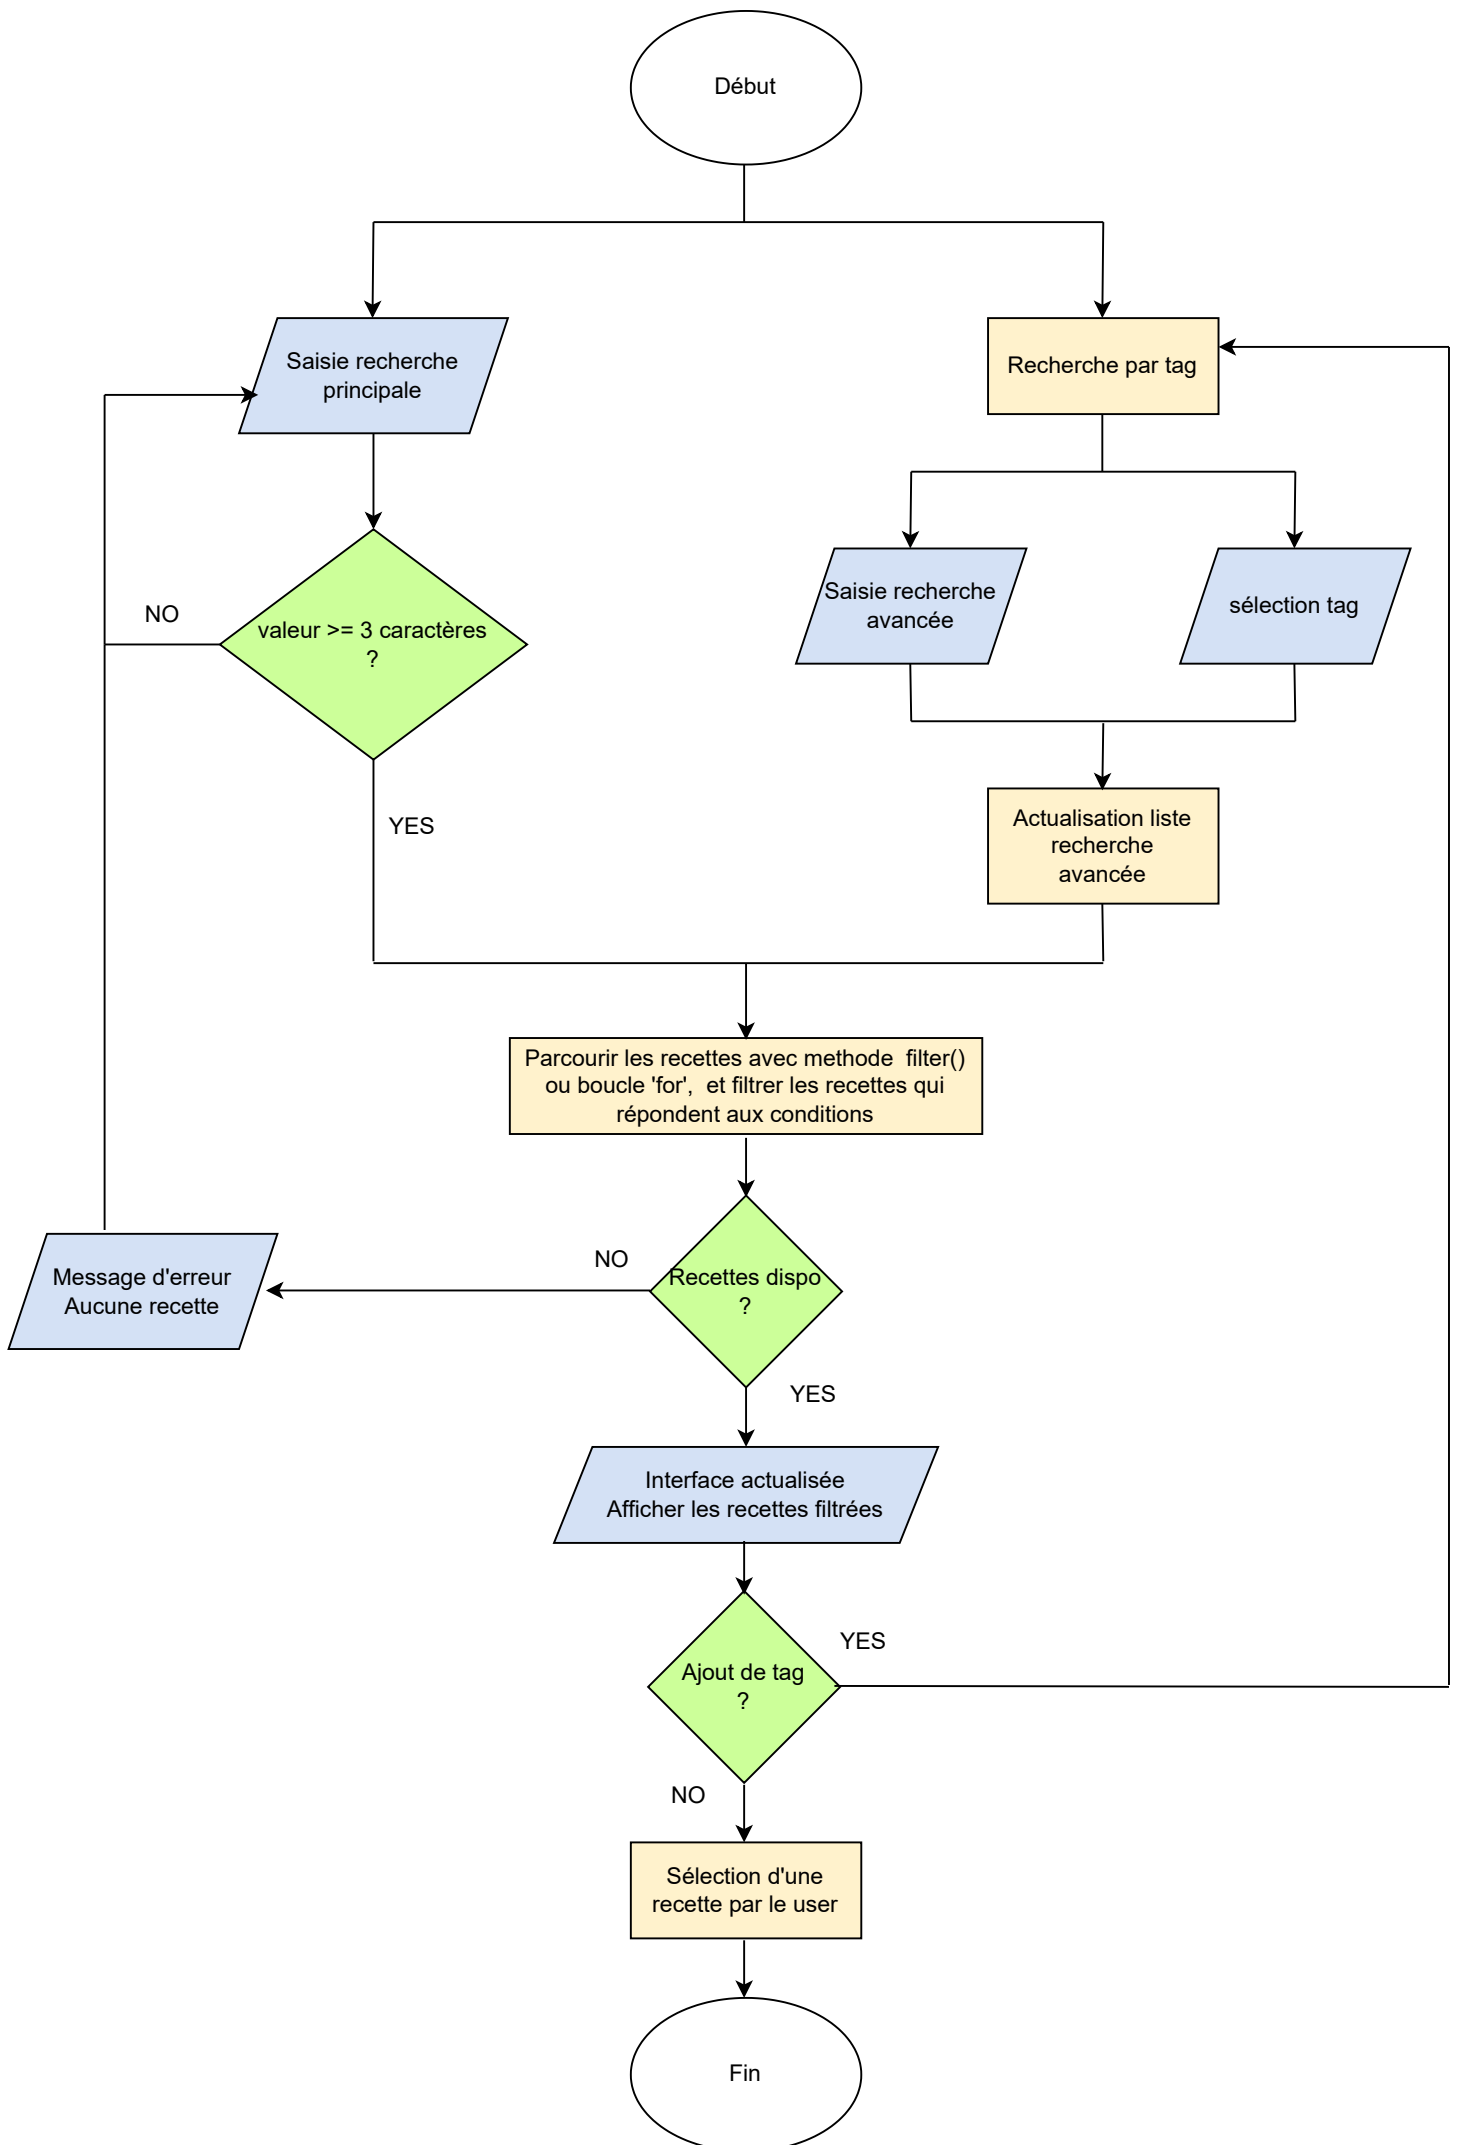 Début
Saisie recherche
principale
Recherche par tag
NO
valeur >= 3 caractères
?
Saisie recherche
avancée
sélection tag
YES
Actualisation liste
recherche
avancée
Parcourir les recettes avec methode  filter()
ou boucle 'for',  et filtrer les recettes qui
répondent aux conditions
NO
Recettes dispo
?
Message d'erreur
Aucune recette
YES
Interface actualisée
Afficher les recettes filtrées
YES
Ajout de tag
?
NO
Sélection d'une
recette par le user
Fin